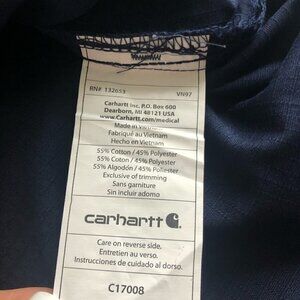 RN# 132653 VN97
Carhartt Inc. P.O. Box 600
Dearborn, MI 48121 USA
www.Carhartt.com/medical
Made in Vietnam
Fabriqué au Vietnam
Hecho en Vietnam
55% Cotton / 45% Polyester
55% Coton / 45% Polyester
55% Algodón / 45% Poliester
Exclusive of trimming
Sans garniture
Sin incluir adorno
carhartt
Care on reverse side.
Entretien au verso.
Instrucciones de cuidado al dorso.
C17008